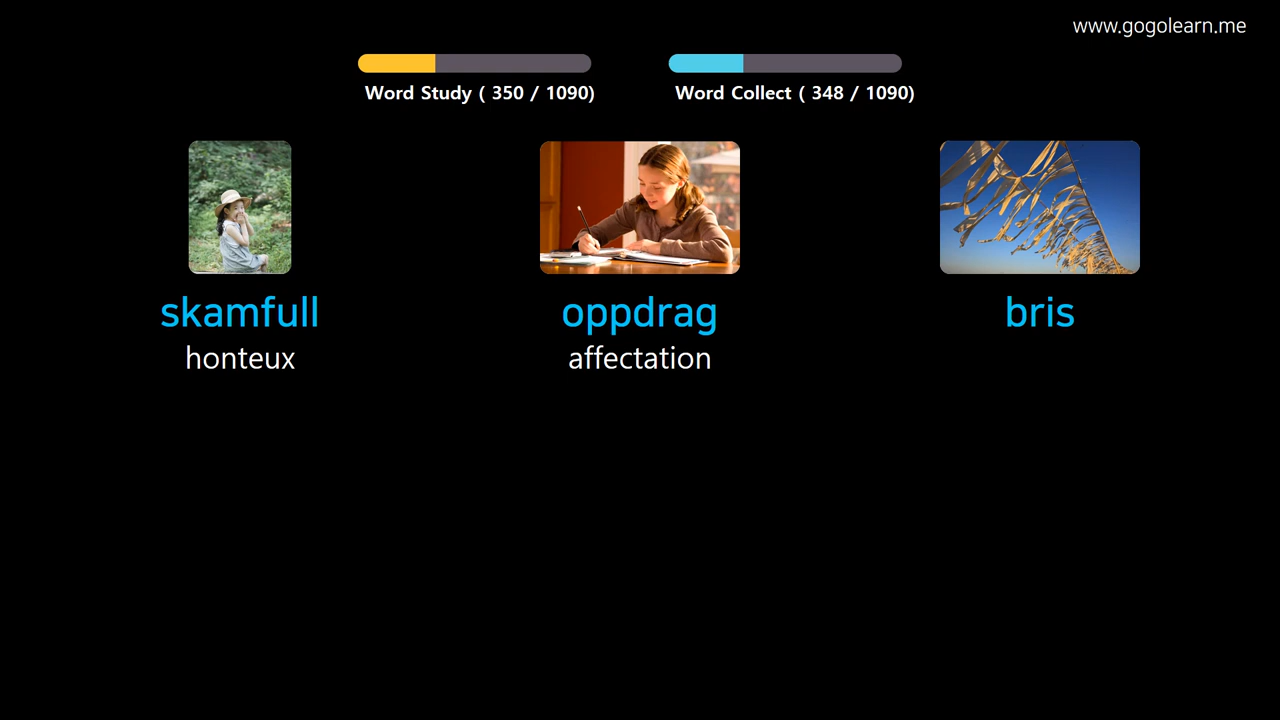 www.gogolearn.me
Word Study ( 350 / 1090)
Word Collect ( 348 / 1090)
skamfull
honteux
oppdrag
affectation
bris